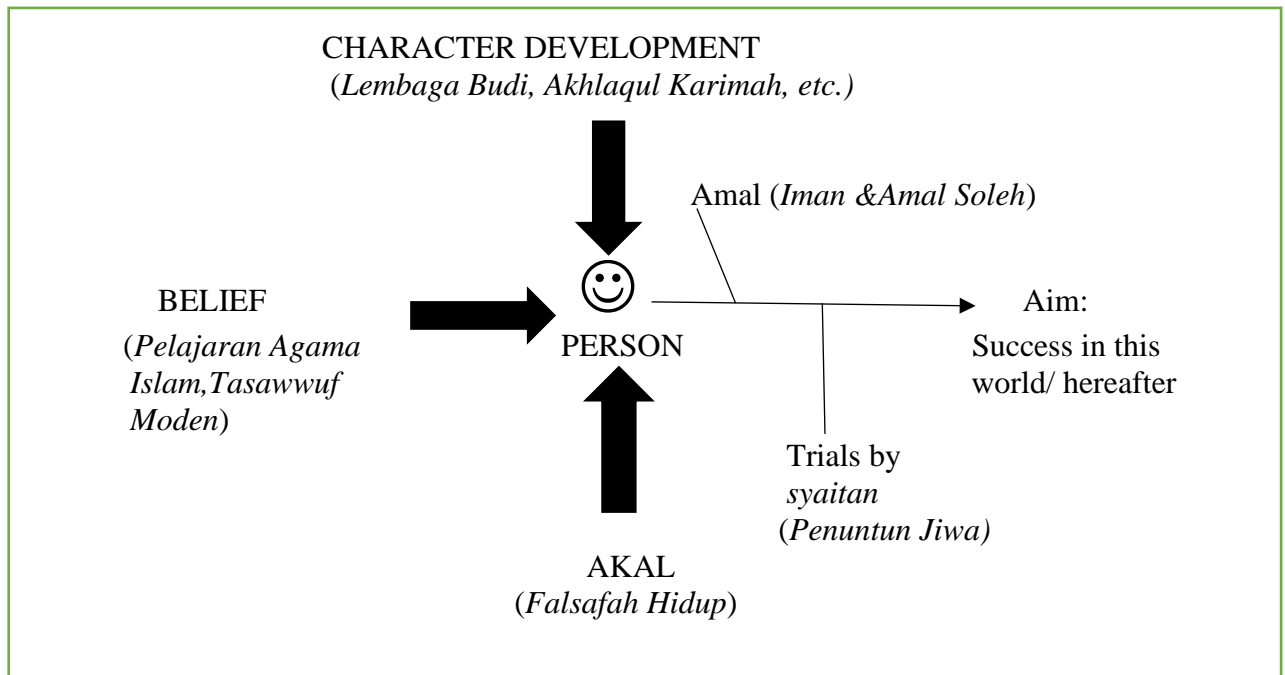 CHARACTER DEVELOPMENT
(Lembaga Budi, Akhlaqul Karimah, etc.)
Amal (Iman &Amal Soleh)
BELIEF
(Pelajaran Agama
Islam,Tasawwuf
Moden)
PERSON
Aim:
Success in this
world/ hereafter
Trials by
syaitan
(Penuntun Jiwa)
AKAL
(Falsafah Hidup)